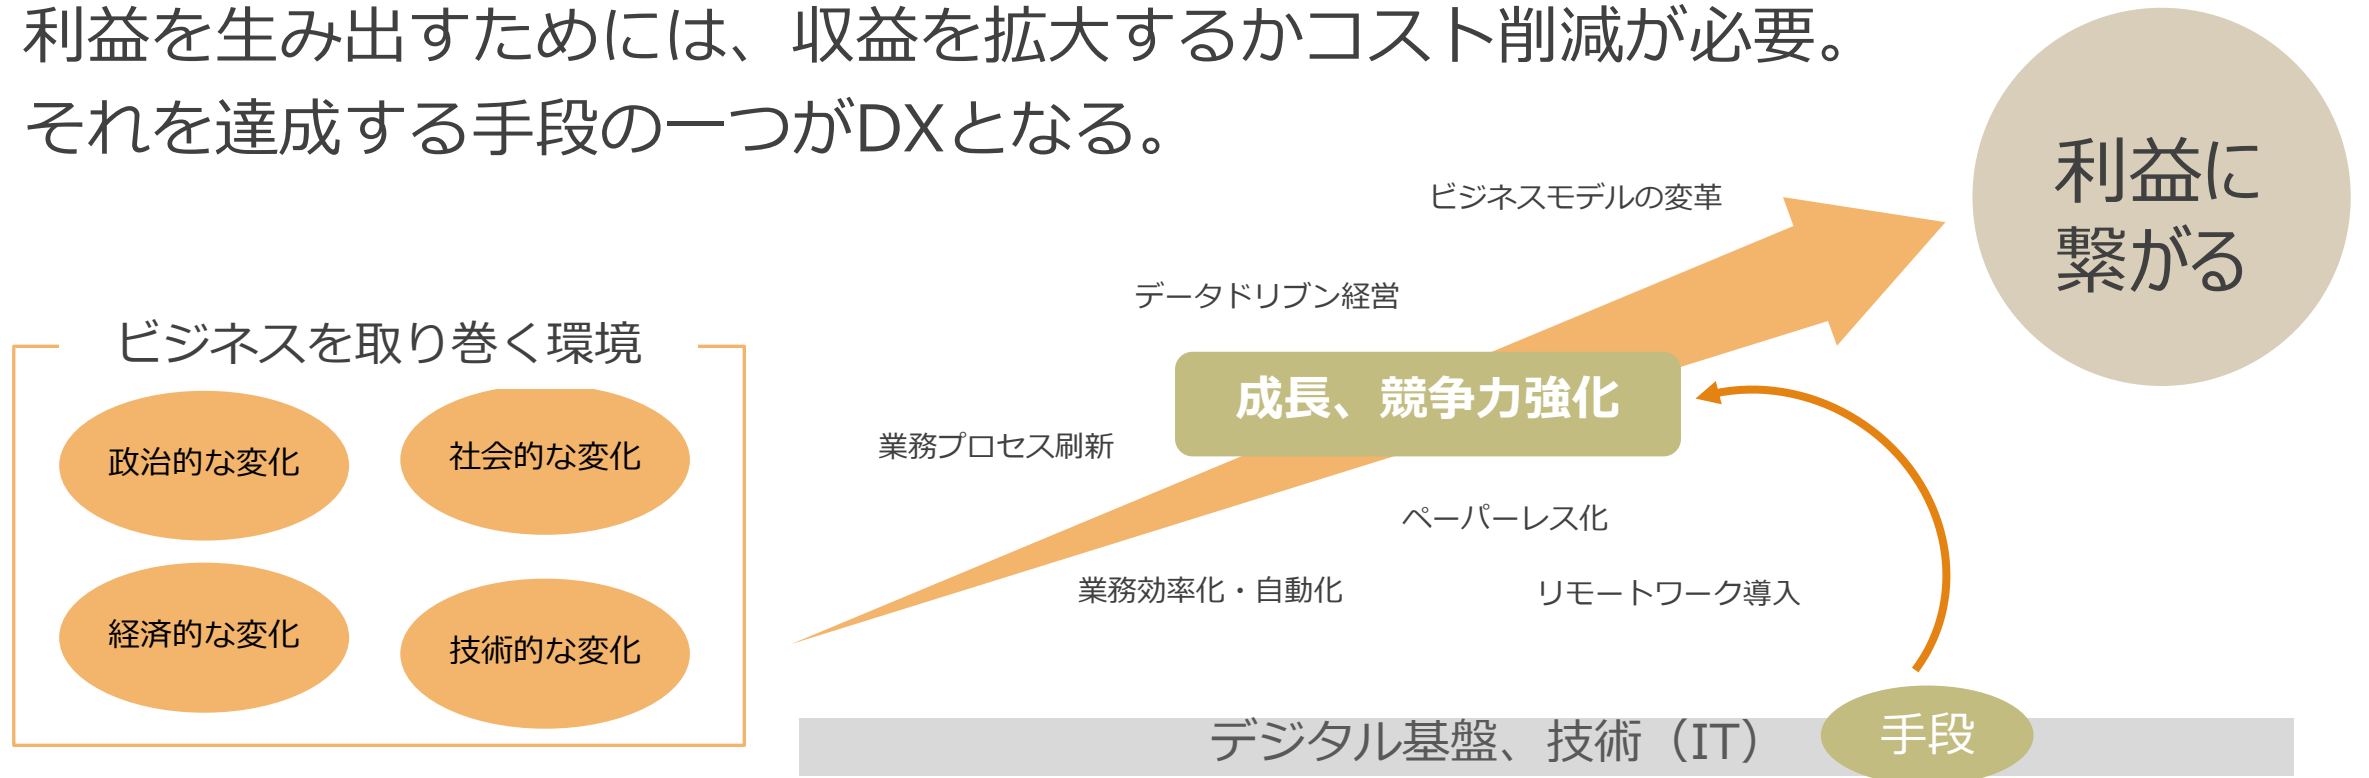 利益を生み出すためには、収益を拡大するかコスト削減が必要。
それを達成する手段の一つがDXとなる。
利益に
繋がる
ビジネスモデルの変革
データドリブン経営
ビジネスを取り巻く環境
成長、競争力強化
業務プロセス刷新
政治的な変化
社会的な変化
ペーパーレス化
業務効率化・自動化
リモートワーク導入
経済的な変化
技術的な変化
デジタル基盤、技術（IT）
手段